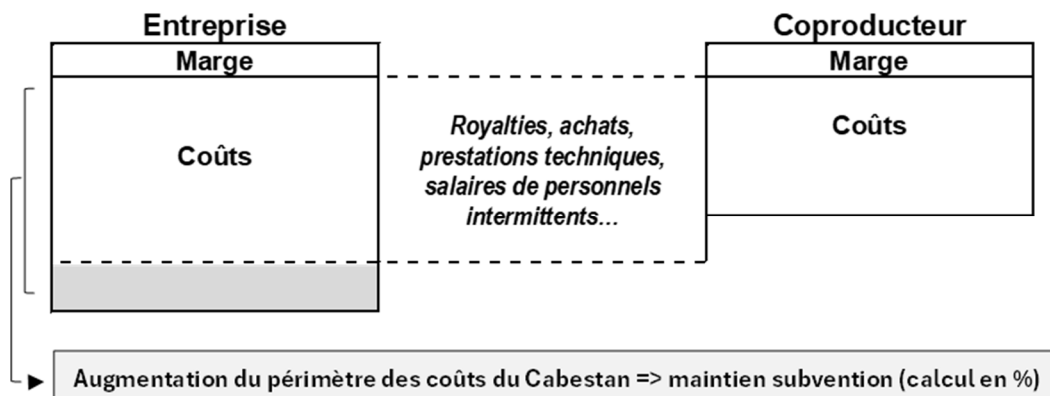 Entreprise
Coproducteur
Marge
Marge
Coûts
Royalties, achats,
prestations techniques,
salaires de personnels
intermittents...
Coûts
Augmentation du périmètre des coûts du Cabestan => maintien subvention (calcul en %)